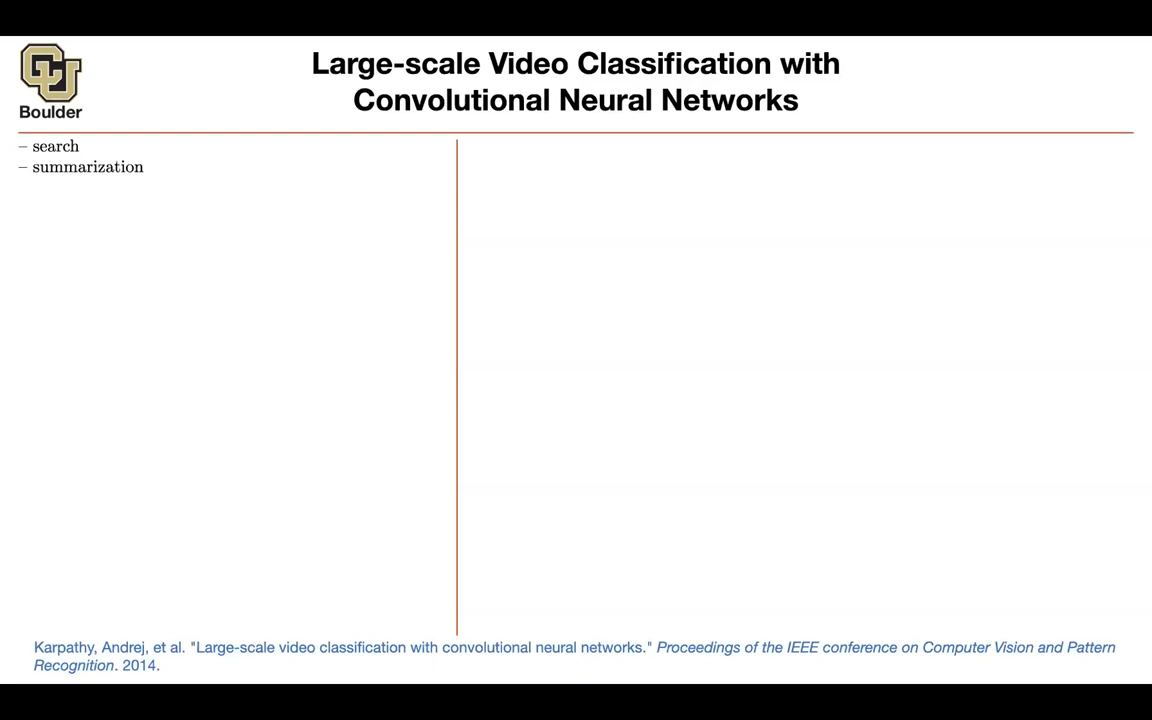 Boulder
Large-scale Video Classification with
Convolutional Neural Networks
– search
– summarization
Karpathy, Andrej, et al. "Large-scale video classification with convolutional neural networks." Proceedings of the IEEE conference on Computer Vision and Pattern
Recognition. 2014.